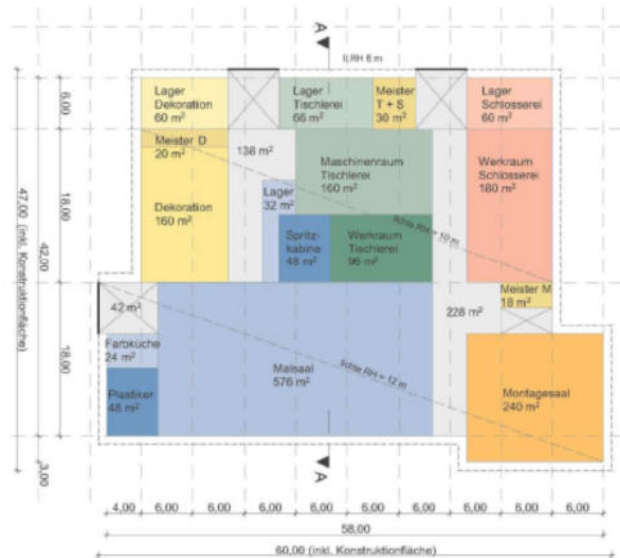 A
li.RH 6 m
Lager
Dekoration
60 m²
Lager
Tischlerei
66 m²
Meister
T + S
30 m²
Lager
Schlosserei
60 m²
Meister D
20 m²
138 m²
Maschinenraum
Tischlerei
160 m²
Werkraum
Schlosserei
180 m²
Dekoration
160 m²
Lager
32 m²
Spritz-
kabine
48 m²
Werkraum
Tischlerei
96 m²
lichte RH = 10 m
42 m²
228 m²
Meister M
18 m²
Farbküche
24 m²
Malsaal
576 m²
lichte RH = 12 m
Plastiker
48 m²
Montagesaal
240 m²
A
6,00
18,00
18,00
3,00
42,00
47,00 (inkl. Konstruktionfläche)
4,00 6,00 6,00 6,00 6,00 6,00 6,00 6,00 6,00 6,00
58,00
60,00 (inkl. Konstruktionfläche)